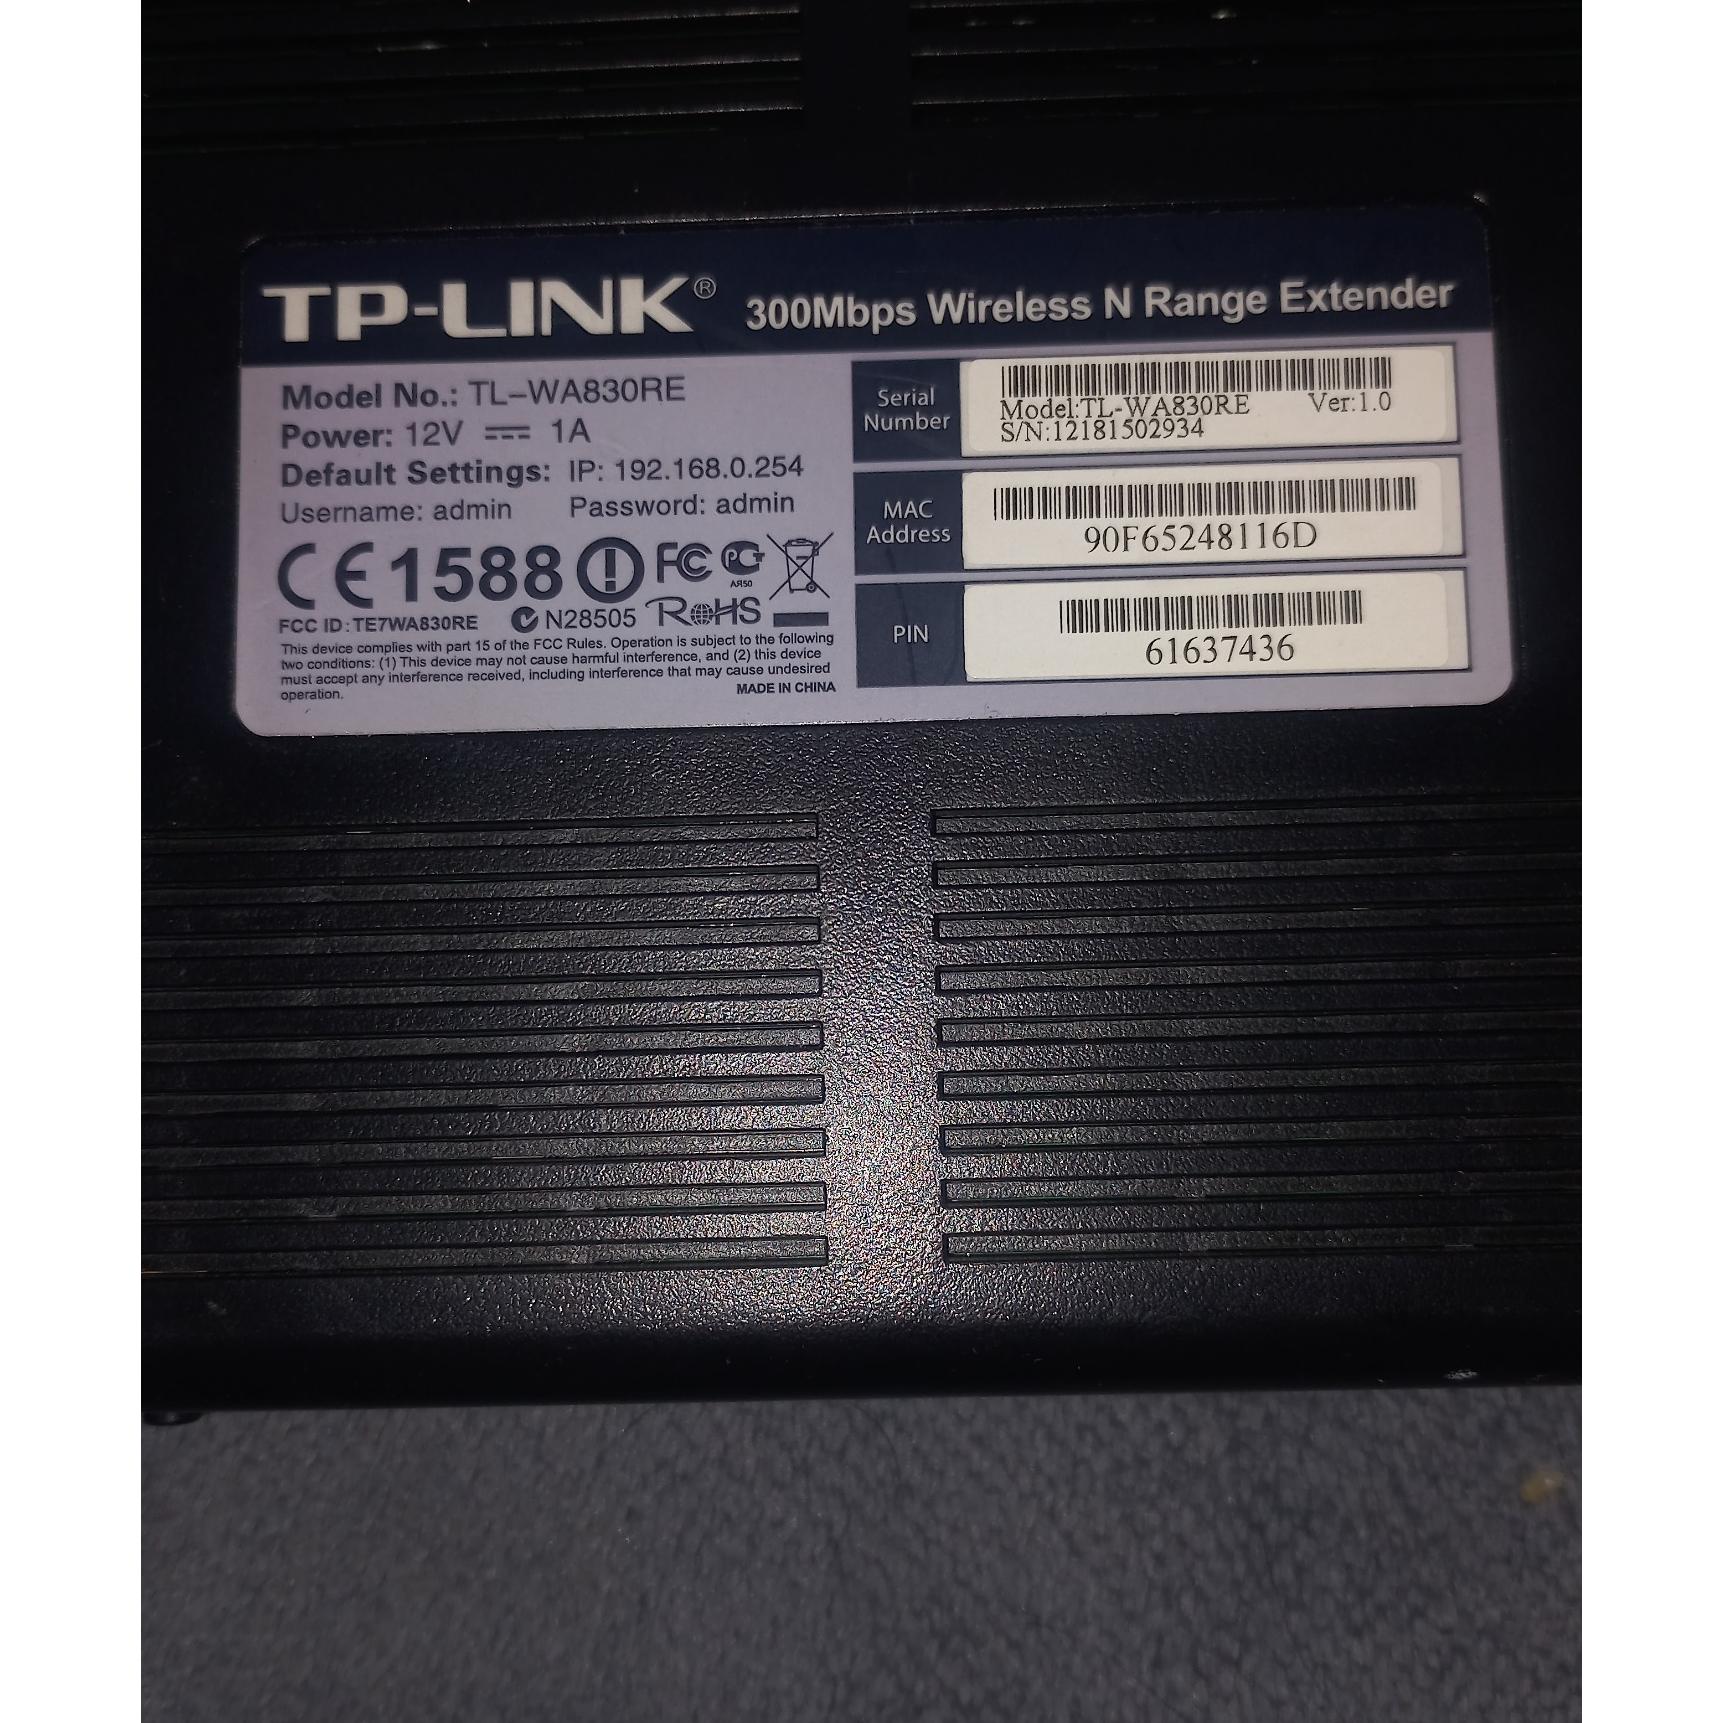 TP-LINK® 300Mbps Wireless N Range Extender
Model No.: TL-WA830RE
Power: 12V ⎓ 1A
Default Settings: IP: 192.168.0.254
Username: admin Password: admin
CE1588 FC PG
АЯ50
FCC ID: TE7WA830RE N28505 RoHS
This device complies with part 15 of the FCC Rules. Operation is subject to the following
two conditions: (1) This device may not cause harmful interference, and (2) this device
must accept any interference received, including interference that may cause undesired
operation.
MADE IN CHINA
Serial
Number
Model:TL-WA830RE Ver:1.0
S/N:12181502934
MAC
Address
90F65248116D
PIN
61637436